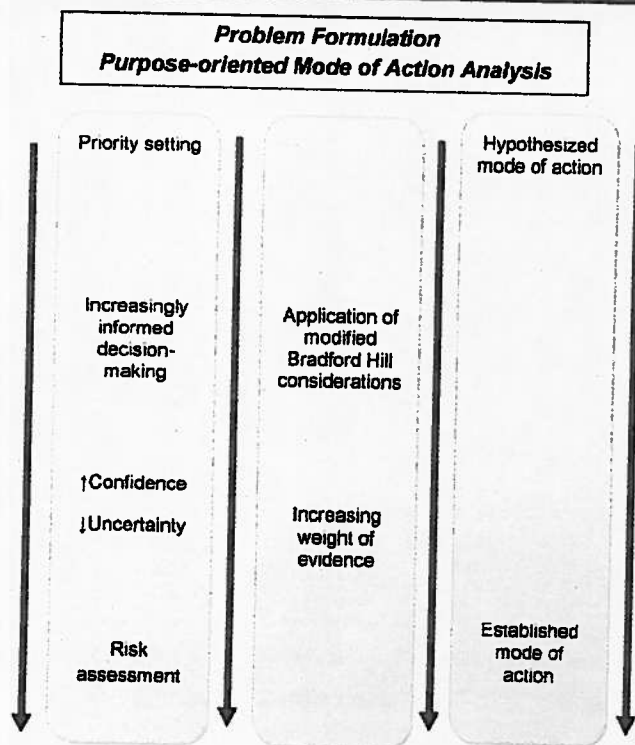 Problem Formulation
Purpose-oriented Mode of Action Analysis
Priority setting
Increasingly
informed
decision-
making
↑Confidence
↓Uncertainty
Risk
assessment
Application of
modified
Bradford Hill
considerations
Increasing
weight of
evidence
Hypothesized
mode of action
Established
mode of
action